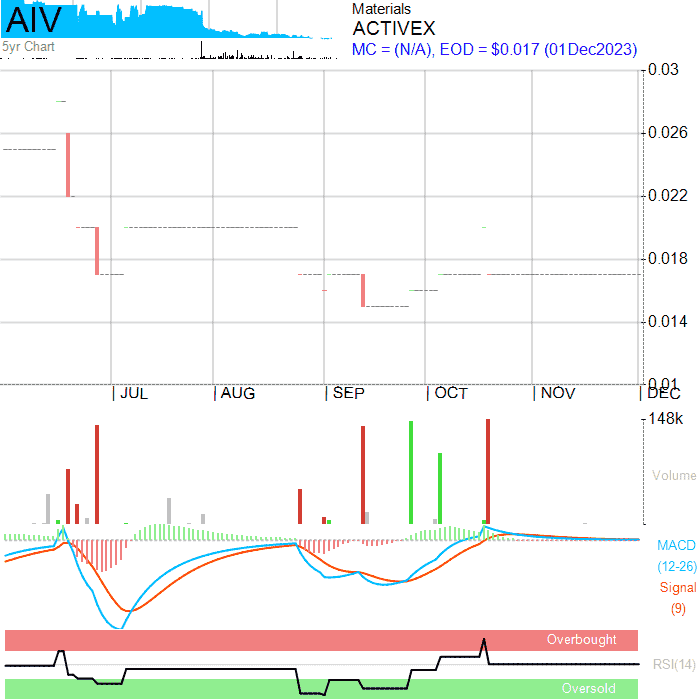 AIV
Materials
ACTIVEX
5yr Chart
MC = (N/A), EOD = $0.017 (01Dec2023)
0.03
0.026
0.022
0.018
0.014
0.01
JUL
AUG
SEP
OCT
NOV
DEC
148k
Volume
MACD
(12-26)
Signal
(9)
Overbought
RSI(14)
Oversold